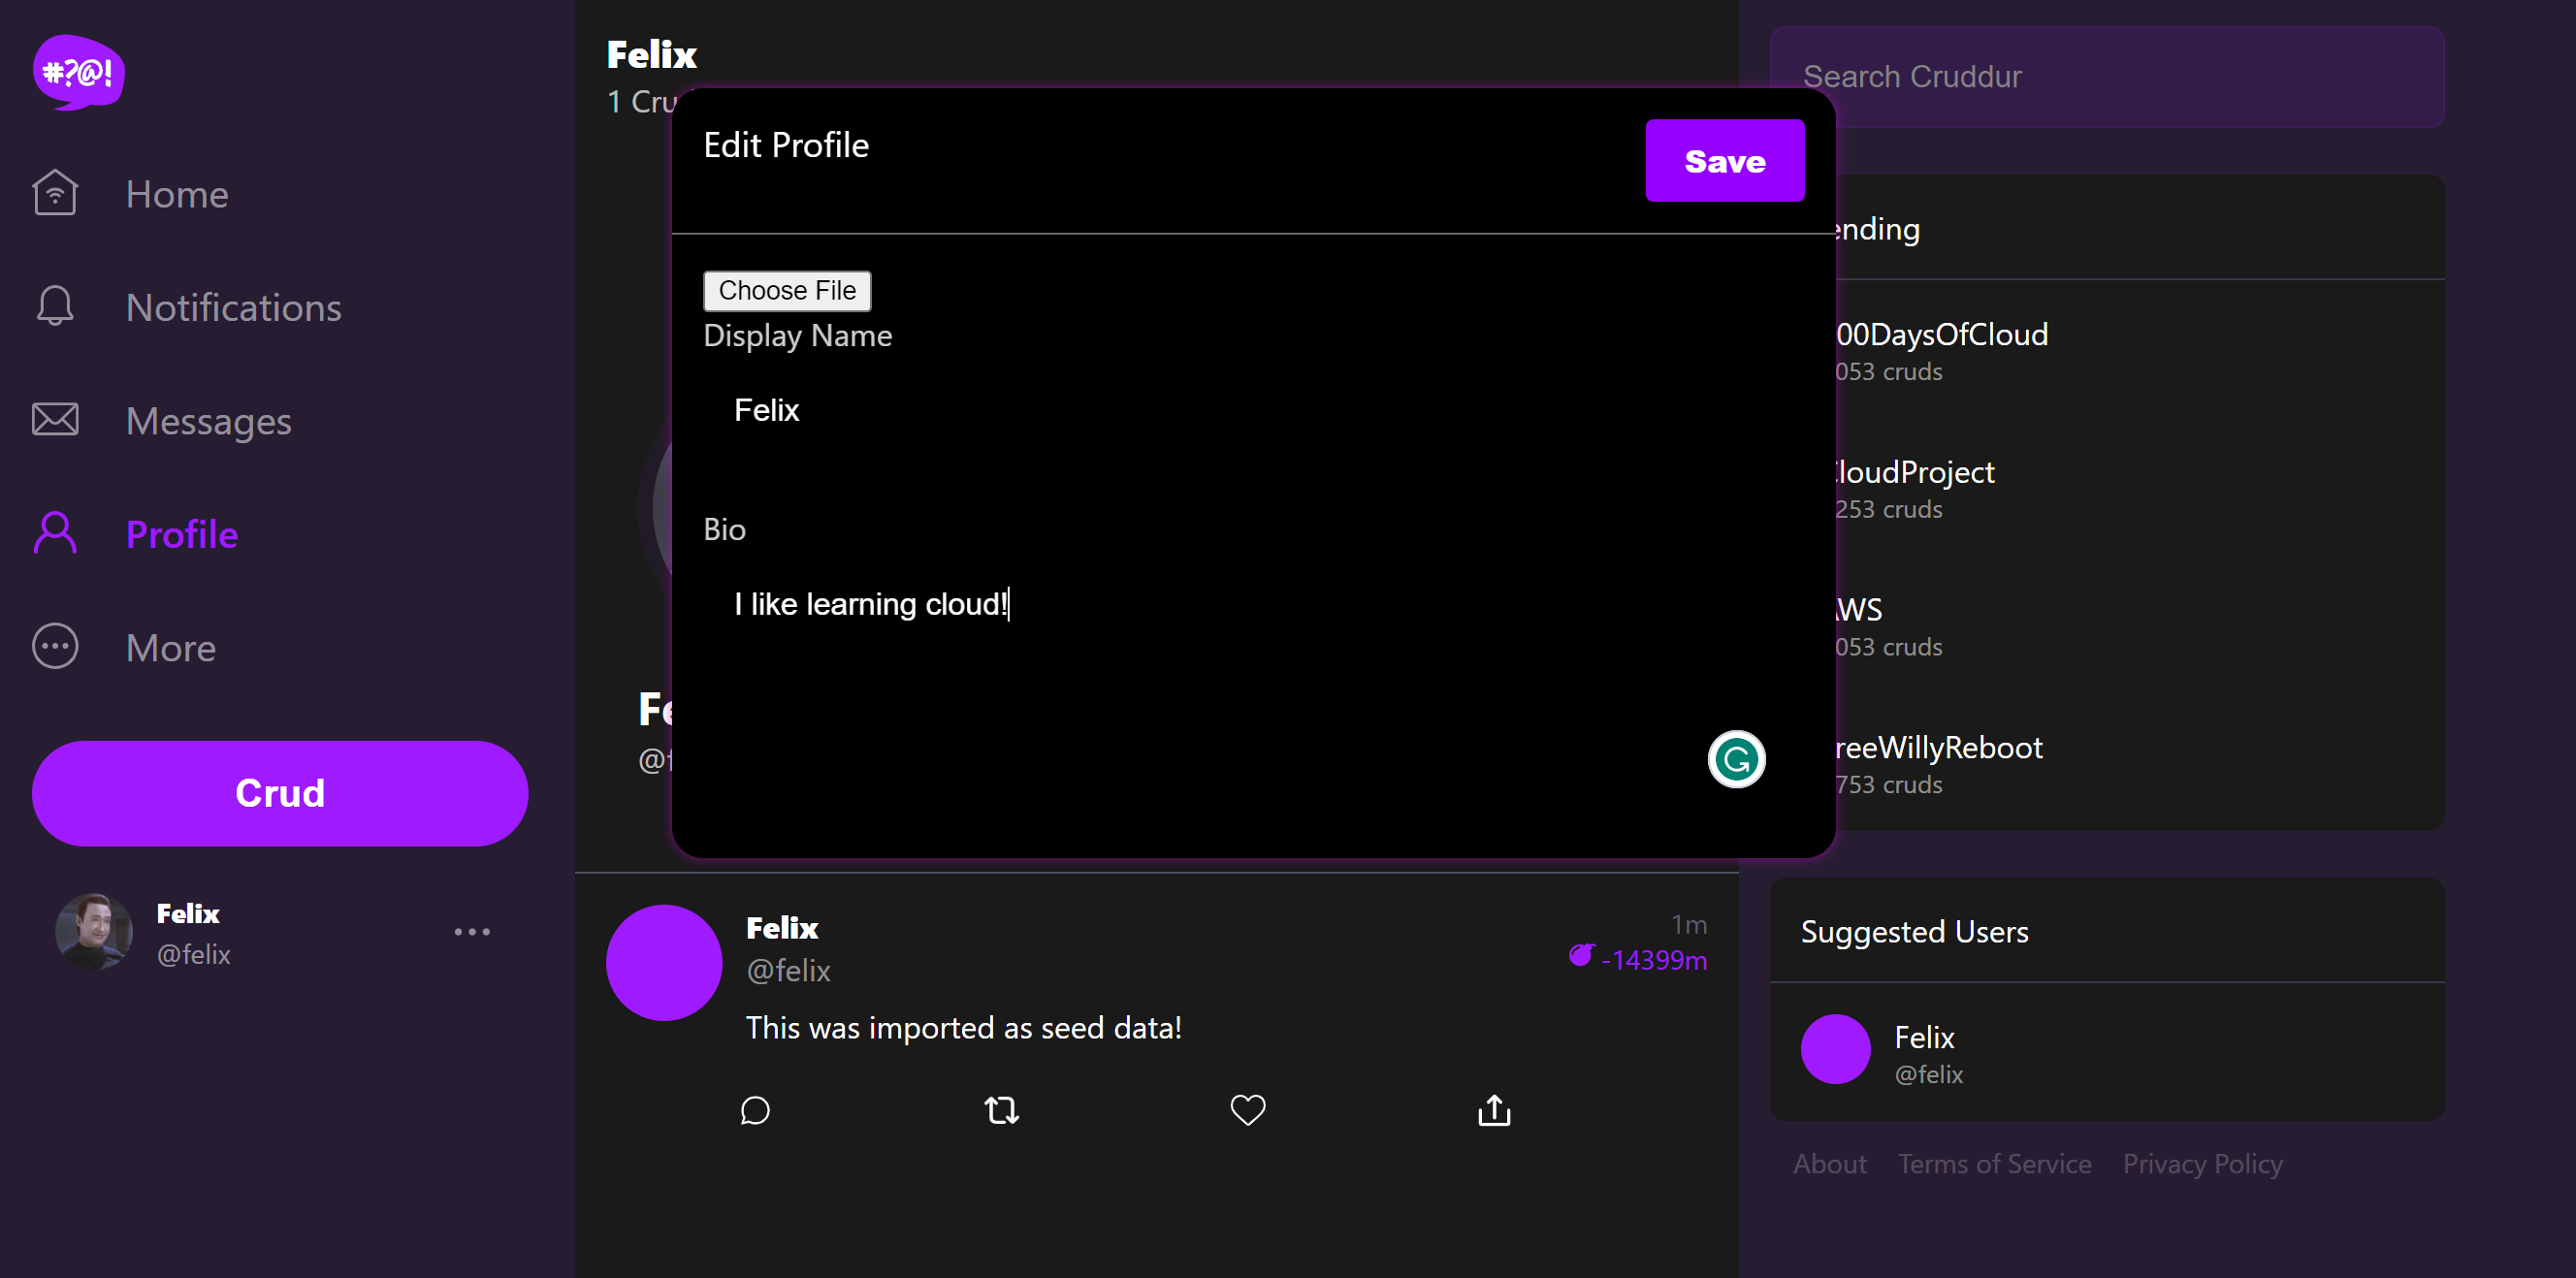 #?@!
Home
Notifications
Messages
Profile
More
Crud
Felix
@felix
Felix
1 Cru
Edit Profile
Save
Choose File
Display Name
Felix
Bio
I like learning cloud!
Fe
@f
Felix
@felix
1m
-14399m
This was imported as seed data!
Search Cruddur
ending
00DaysOfCloud
053 cruds
CloudProject
253 cruds
AWS
053 cruds
reeWillyReboot
753 cruds
Suggested Users
Felix
@felix
About Terms of Service Privacy Policy